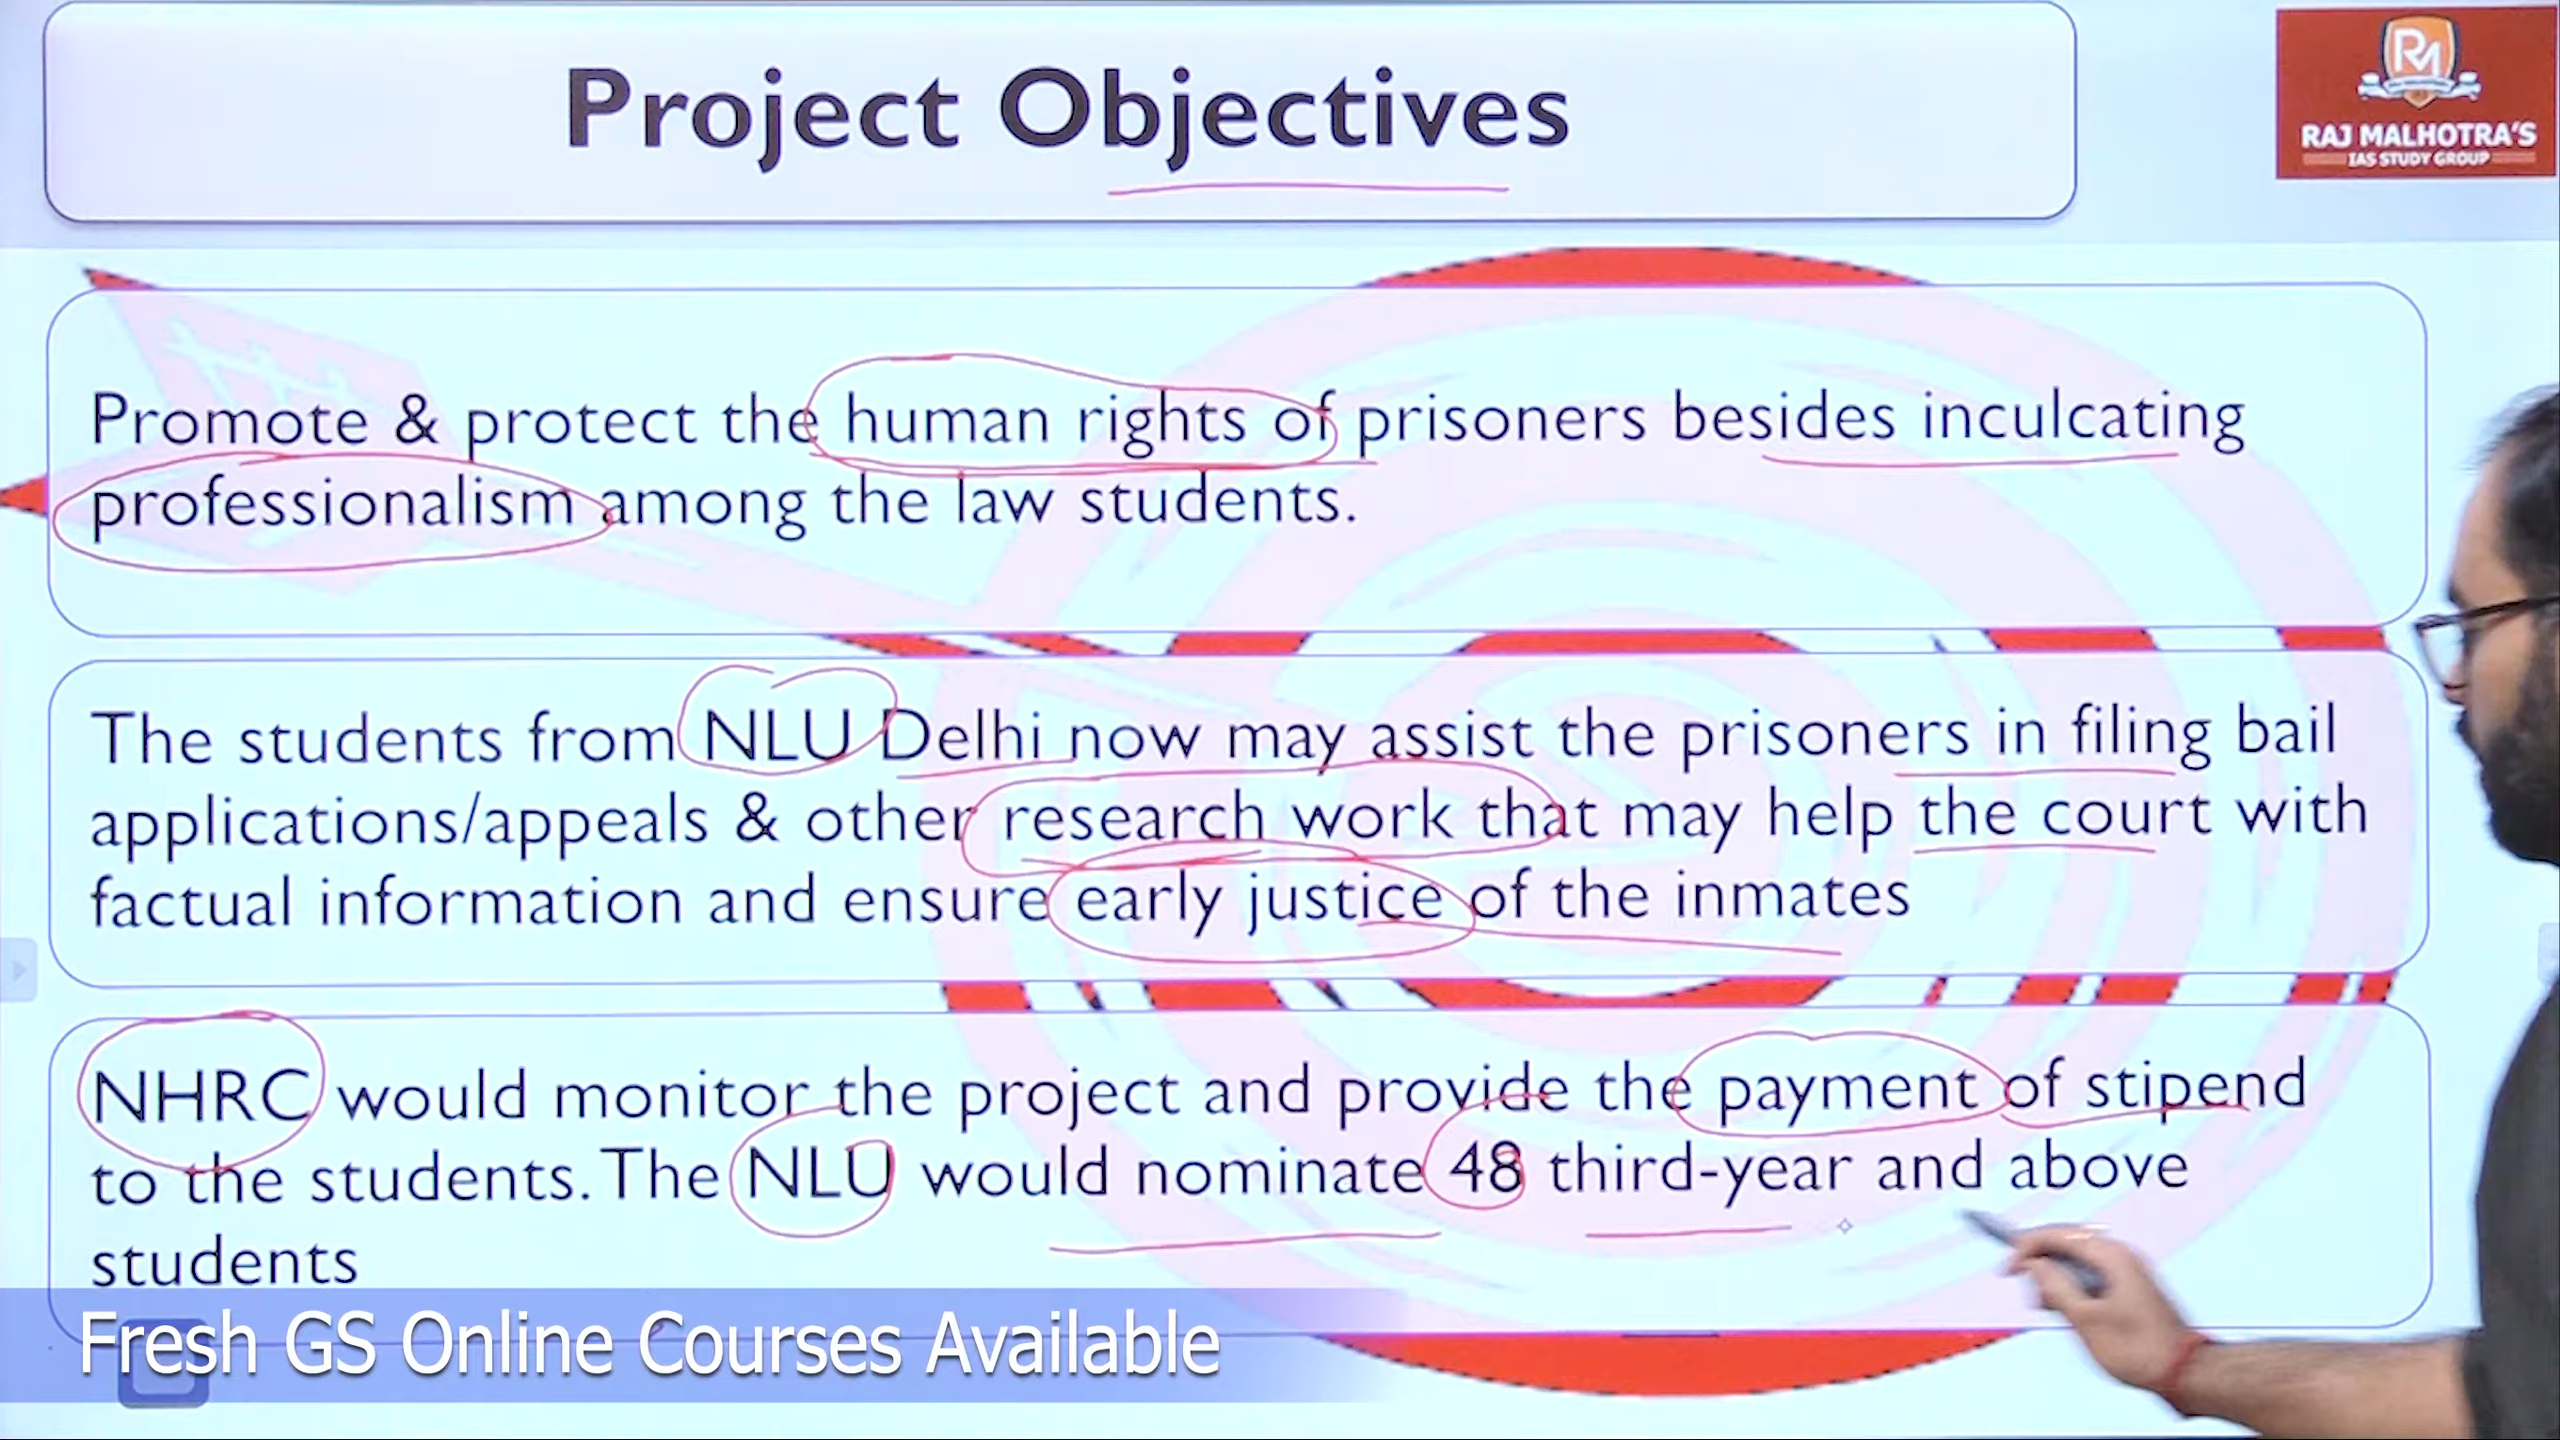 Project Objectives
RM
RAJ MALHOTRA'S
IAS STUDY GROUP
Promote & protect the human rights of prisoners besides inculcating
professionalism among the law students.
The students from NLU Delhi now may assist the prisoners in filing bail
applications/appeals & other research work that may help the court with
factual information and ensure early justice of the inmates
NHRC would monitor the project and provide the payment of stipend
to the students. The NLU would nominate 48 third-year and above
students
Fresh GS Online Courses Available